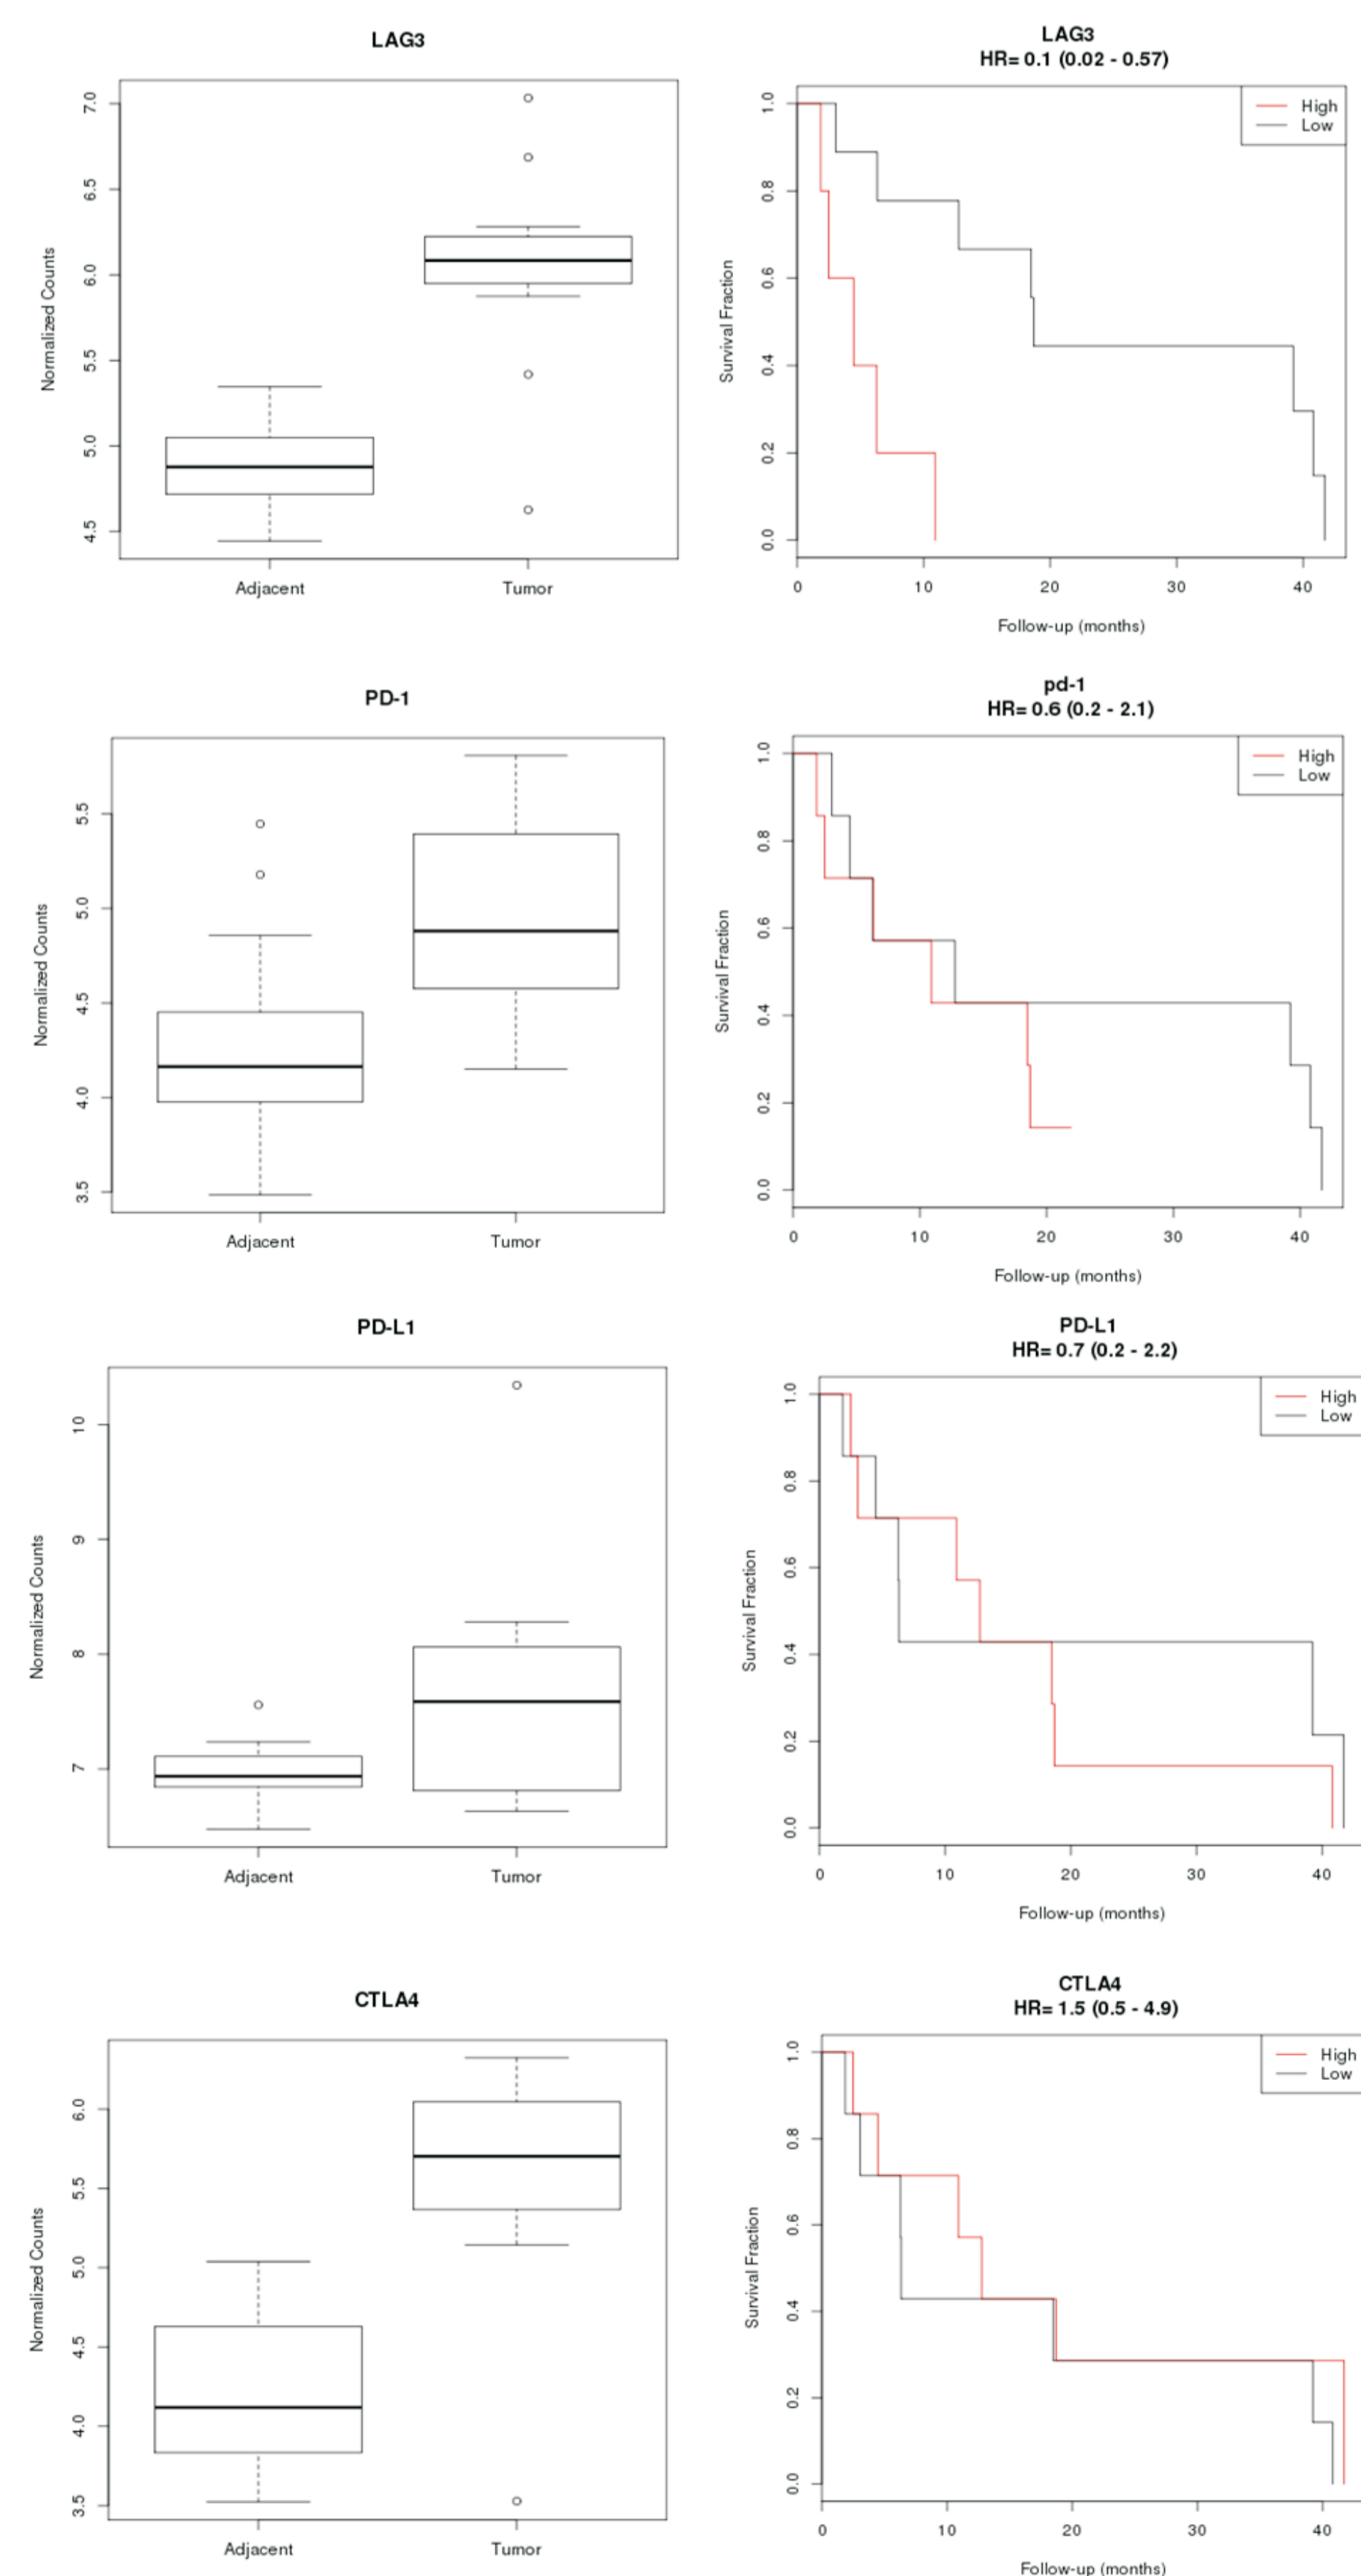 LAG3
7.0
6.5
6.0
5.5
5.0
4.5
Normalized Counts
Adjacent Tumor
LAG3
HR= 0.1 (0.02 - 0.57)
High
Low
1.0
0.8
0.6
0.4
0.2
0.0
Survival Fraction
0 10 20 30 40
Follow-up (months)
PD-1
5.5
5.0
4.5
4.0
3.5
Normalized Counts
Adjacent Tumor
pd-1
HR= 0.6 (0.2 - 2.1)
High
Low
1.0
0.8
0.6
0.4
0.2
0.0
Survival Fraction
0 10 20 30 40
Follow-up (months)
PD-L1
10
9
8
7
Normalized Counts
Adjacent Tumor
PD-L1
HR= 0.7 (0.2 - 2.2)
High
Low
1.0
0.8
0.6
0.4
0.2
0.0
Survival Fraction
0 10 20 30 40
Follow-up (months)
CTLA4
6.0
5.5
5.0
4.5
4.0
3.5
Normalized Counts
Adjacent Tumor
CTLA4
HR= 1.5 (0.5 - 4.9)
High
Low
1.0
0.8
0.6
0.4
0.2
0.0
Survival Fraction
0 10 20 30 40
Follow-up (months)